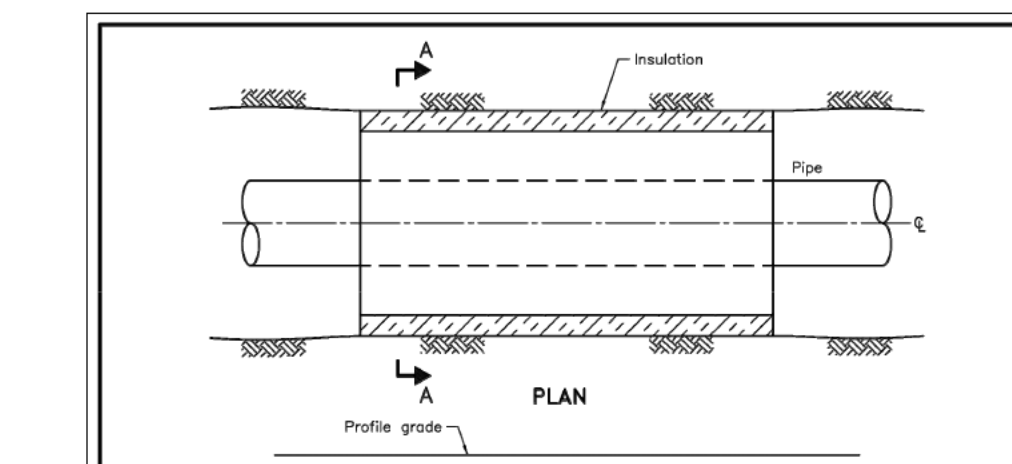 A
Insulation
Pipe
℄
A
PLAN
Profile grade